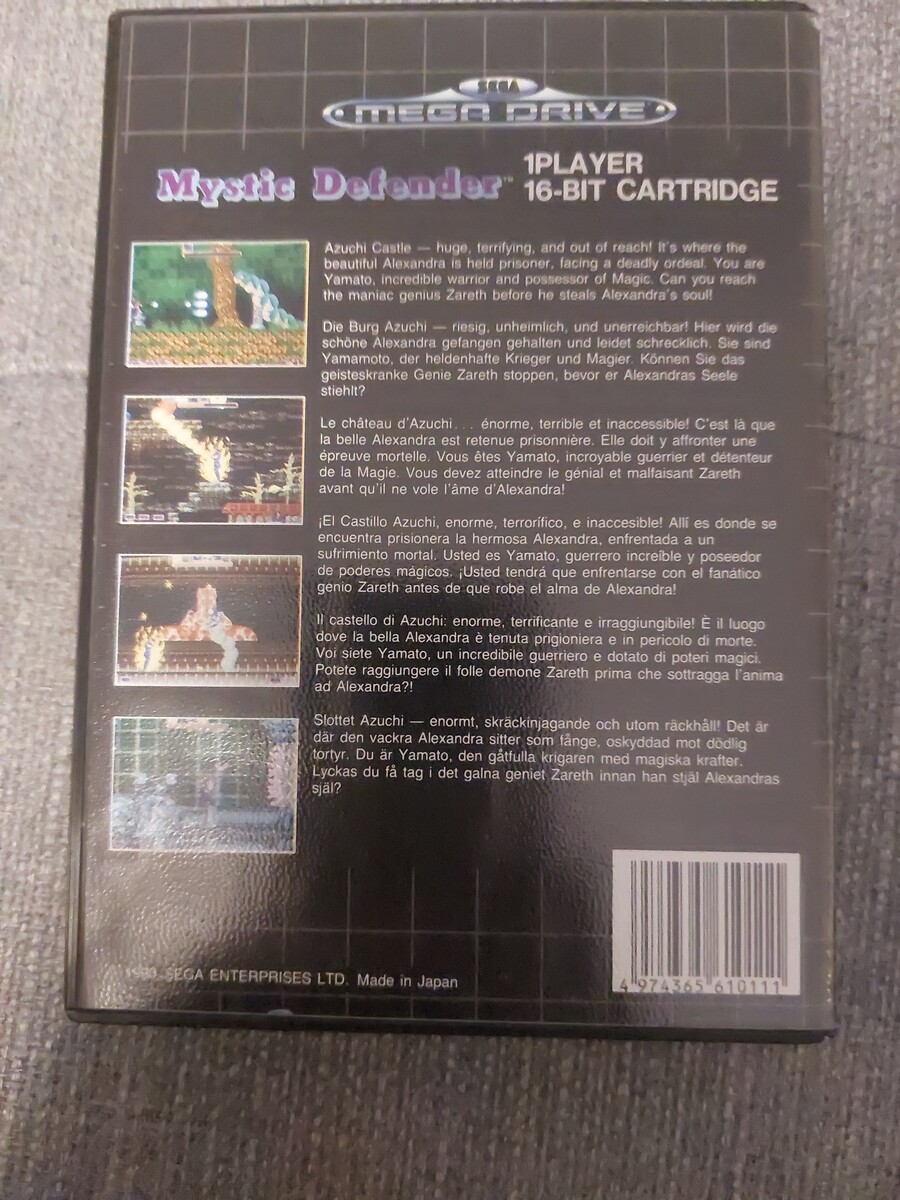 SEGA
MEGA DRIVE
Mystic Defender™
1PLAYER
16-BIT CARTRIDGE
Azuchi Castle — huge, terrifying, and out of reach! It's where the
beautiful Alexandra is held prisoner, facing a deadly ordeal. You are
Yamato, incredible warrior and possessor of Magic. Can you reach
the maniac genius Zareth before he steals Alexandra's soul!
Die Burg Azuchi — riesig, unheimlich, und unerreichbar! Hier wird die
schöne Alexandra gefangen gehalten und leidet schrecklich. Sie sind
Yamamoto, der heldenhafte Krieger und Magier. Können Sie das
geisteskranke Genie Zareth stoppen, bevor er Alexandras Seele
stiehlt?
Le château d'Azuchi... énorme, terrible et inaccessible! C'est là que
la belle Alexandra est retenue prisonnière. Elle doit y affronter une
épreuve mortelle. Vous êtes Yamato, incroyable guerrier et détenteur
de la Magie. Vous devez atteindre le génial et malfaisant Zareth
avant qu'il ne vole l'âme d'Alexandra!
¡El Castillo Azuchi, enorme, terrorífico, e inaccesible! Allí es donde se
encuentra prisionera la hermosa Alexandra, enfrentada a un
sufrimiento mortal. Usted es Yamato, guerrero increíble y poseedor
de poderes mágicos. ¡Usted tendrá que enfrentarse con el fanático
genio Zareth antes de que robe el alma de Alexandra!
Il castello di Azuchi: enorme, terrificante e irraggiungibile! È il luogo
dove la bella Alexandra è tenuta prigioniera e in pericolo di morte.
Voi siete Yamato, un incredibile guerriero e dotato di poteri magici.
Potete raggiungere il folle demone Zareth prima che sottragga l'anima
ad Alexandra?!
Slottet Azuchi — enormt, skräckinjagande och utom räckhåll! Det är
där den vackra Alexandra sitter som fånge, oskyddad mot dödlig
tortyr. Du är Yamato, den gåtfulla krigaren med magiska krafter.
Lyckas du få tag i det galna geniet Zareth innan han stjäl Alexandras
själ?
SEGA ENTERPRISES LTD. Made in Japan
4 974365 610111